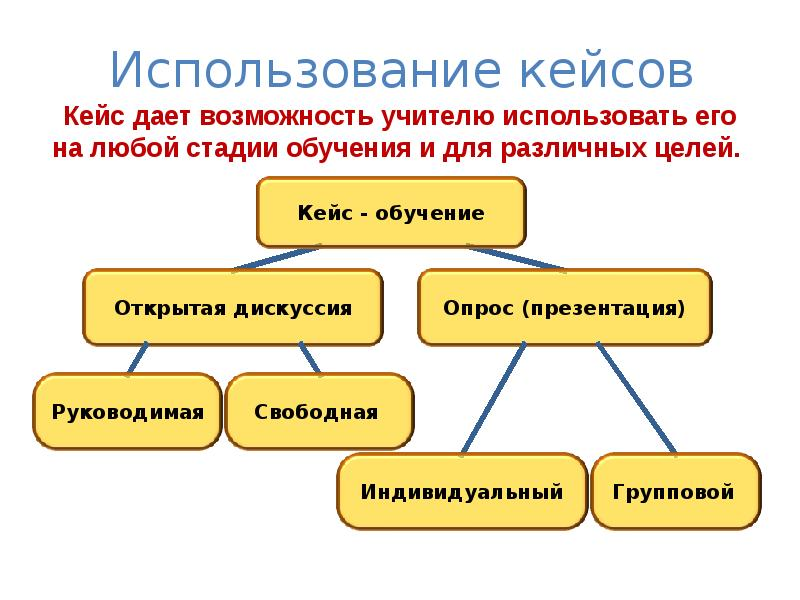 Использование кейсов
Кейс дает возможность учителю использовать его
на любой стадии обучения и для различных целей.
Кейс - обучение
Открытая дискуссия
Опрос (презентация)
Руководимая
Свободная
Индивидуальный
Групповой